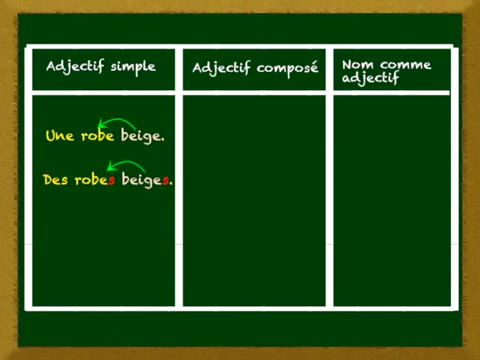 Adjectif simple
Adjectif composé
Nom comme
adjectif
Une robe beige.
Des robes beiges.